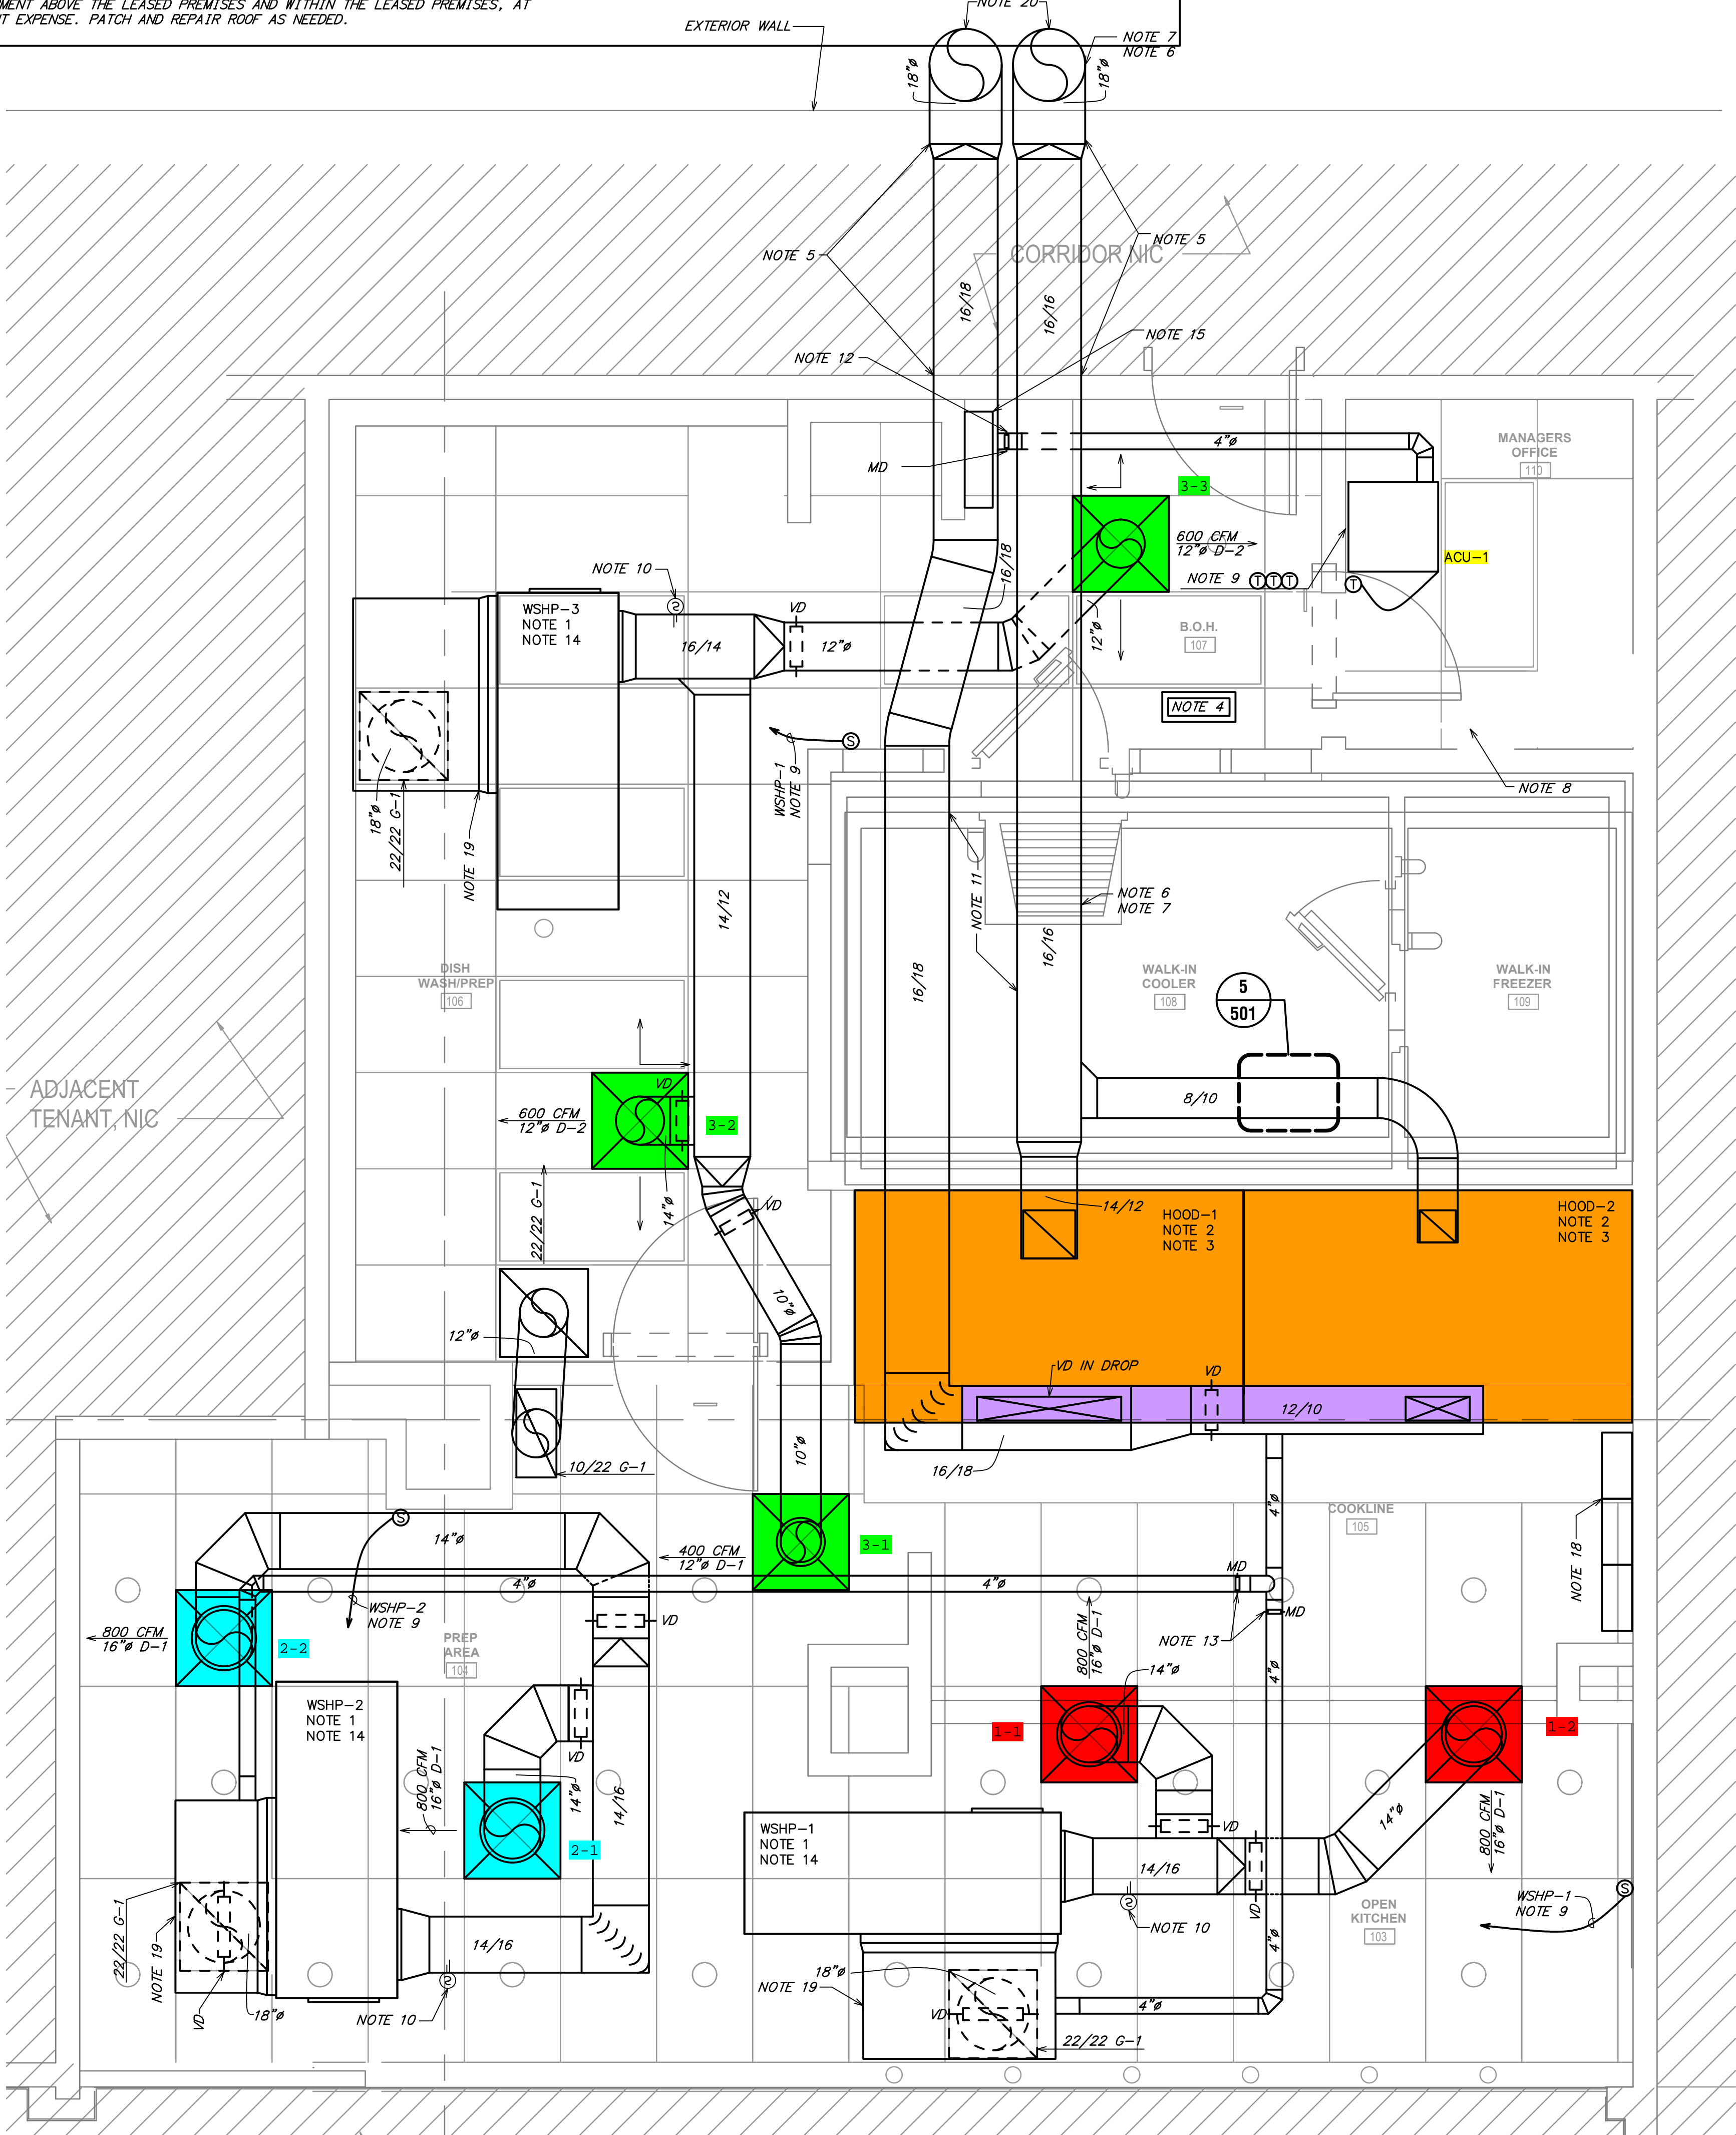 MENT ABOVE THE LEASED PREMISES AND WITHIN THE LEASED PREMISES, AT
NT EXPENSE. PATCH AND REPAIR ROOF AS NEEDED.
EXTERIOR WALL
NOTE 20
NOTE 7
NOTE 6
18"ø
18"ø
NOTE 5
CORRIDOR NIC
NOTE 5
16/18
16/16
NOTE 12
NOTE 15
MD
4"ø
MANAGERS
OFFICE
110
3-3
600 CFM
12"ø D-2
NOTE 9
T T T
T
ACU-1
NOTE 10
S
WSHP-3
NOTE 1
NOTE 14
16/14
VD
12"ø
16/18
12"ø
B.O.H.
107
NOTE 4
18"ø
22/22 G-1
NOTE 19
S
WSHP-1
NOTE 9
NOTE 8
14/12
NOTE 11
NOTE 6
NOTE 7
16/18
16/16
DISH
WASH/PREP
106
WALK-IN
COOLER
108
5
501
WALK-IN
FREEZER
109
ADJACENT
TENANT, NIC
VD
600 CFM
12"ø D-2
3-2
8/10
22/22 G-1
14"ø
VD
14/12
HOOD-1
NOTE 2
NOTE 3
HOOD-2
NOTE 2
NOTE 3
10"ø
12"ø
VD IN DROP
VD
12/10
10"ø
10/22 G-1
16/18
4"ø
COOKLINE
105
NOTE 18
S
14"ø
400 CFM
12"ø D-1
3-1
4"ø
4"ø
MD
MD
WSHP-2
NOTE 9
VD
800 CFM
16"ø D-1
2-2
PREP
AREA
104
800 CFM
16"ø D-1
NOTE 13
4"ø
14"ø
WSHP-2
NOTE 1
NOTE 14
1-1
1-2
VD
800 CFM
16"ø D-1
14"ø
14/16
2-1
WSHP-1
NOTE 1
NOTE 14
VD
14"ø
800 CFM
16"ø D-1
14/16
S
NOTE 10
VD
OPEN
KITCHEN
103
S
WSHP-1
NOTE 9
22/22 G-1
NOTE 19
VD
18"ø
14/16
S
NOTE 10
4"ø
18"ø
NOTE 19
VD
4"ø
22/22 G-1